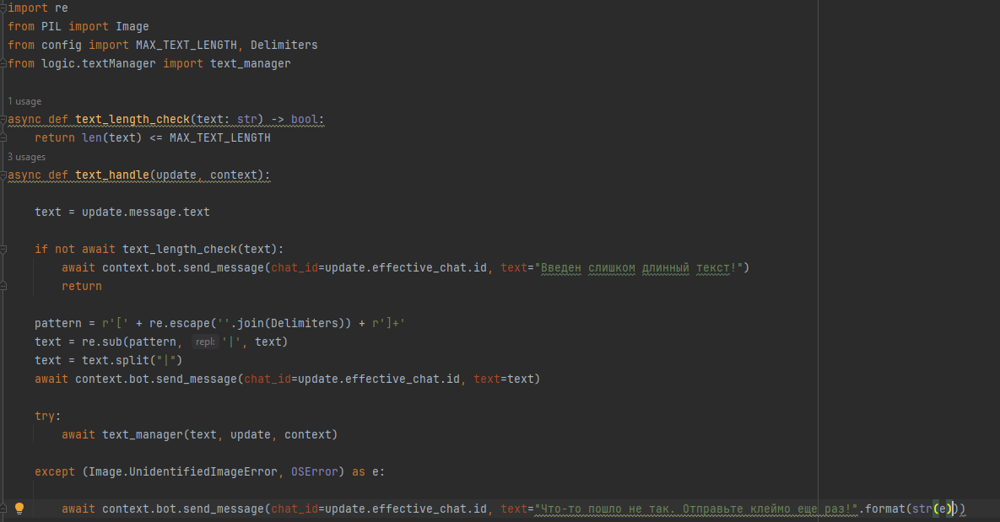 import re
from PIL import Image
from config import MAX_TEXT_LENGTH, Delimiters
from logic.textManager import text_manager
1 usage
async def text_length_check(text: str) -> bool:
    return len(text) <= MAX_TEXT_LENGTH
3 usages
async def text_handle(update, context):
    text = update.message.text
    if not await text_length_check(text):
        await context.bot.send_message(chat_id=update.effective_chat.id, text="Введен слишком длинный текст!")
        return
    pattern = r'[' + re.escape(''.join(Delimiters)) + r']+'
    text = re.sub(pattern, repl: '|', text)
    text = text.split("|")
    await context.bot.send_message(chat_id=update.effective_chat.id, text=text)
    try:
        await text_manager(text, update, context)
    except (Image.UnidentifiedImageError, OSError) as e:
        await context.bot.send_message(chat_id=update.effective_chat.id, text="Что-то пошло не так. Отправьте клеймо еще раз!".format(str(e)))